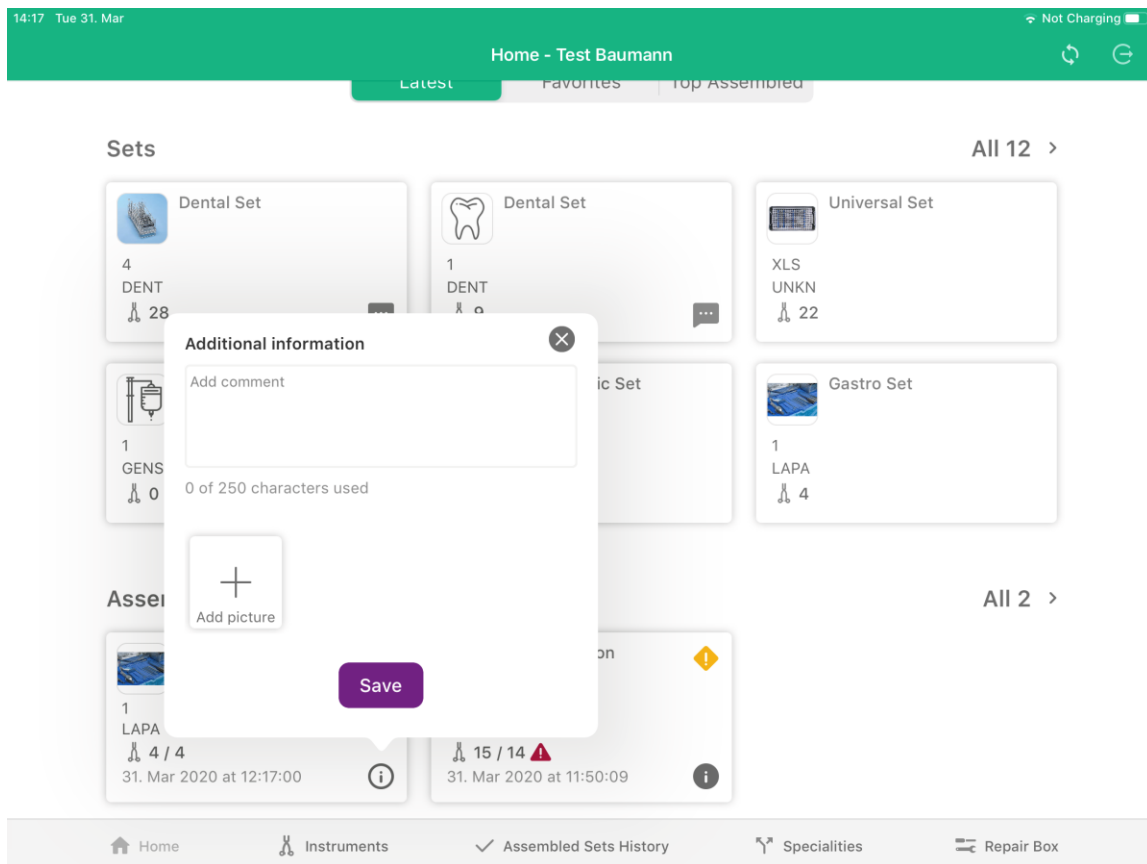 14:17 Tue 31. Mar
Not Charging
Home - Test Baumann
Latest Favorites Top Assembled
Sets
All 12
Dental Set
4
DENT
28
Dental Set
1
DENT
9
Universal Set
XLS
UNKN
22
1
GENS
0
ic Set
Gastro Set
1
LAPA
4
Additional information
Add comment
0 of 250 characters used
Add picture
Save
Assem
All 2
1
LAPA
4 / 4
31. Mar 2020 at 12:17:00
on
15 / 14
31. Mar 2020 at 11:50:09
Home
Instruments
Assembled Sets History
Specialities
Repair Box